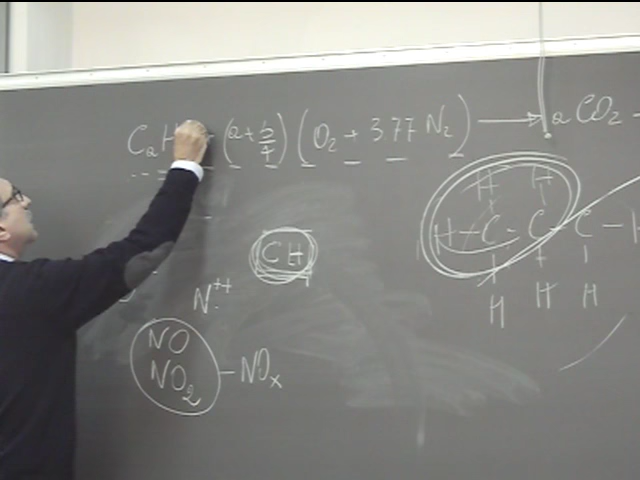 CₐH + (a + b/4) (O₂ + 3.77 N₂) → a CO₂ -
H H
H - C - C - C - H
H H H
CH
N⁺⁺
NO
NO₂ - NOₓ